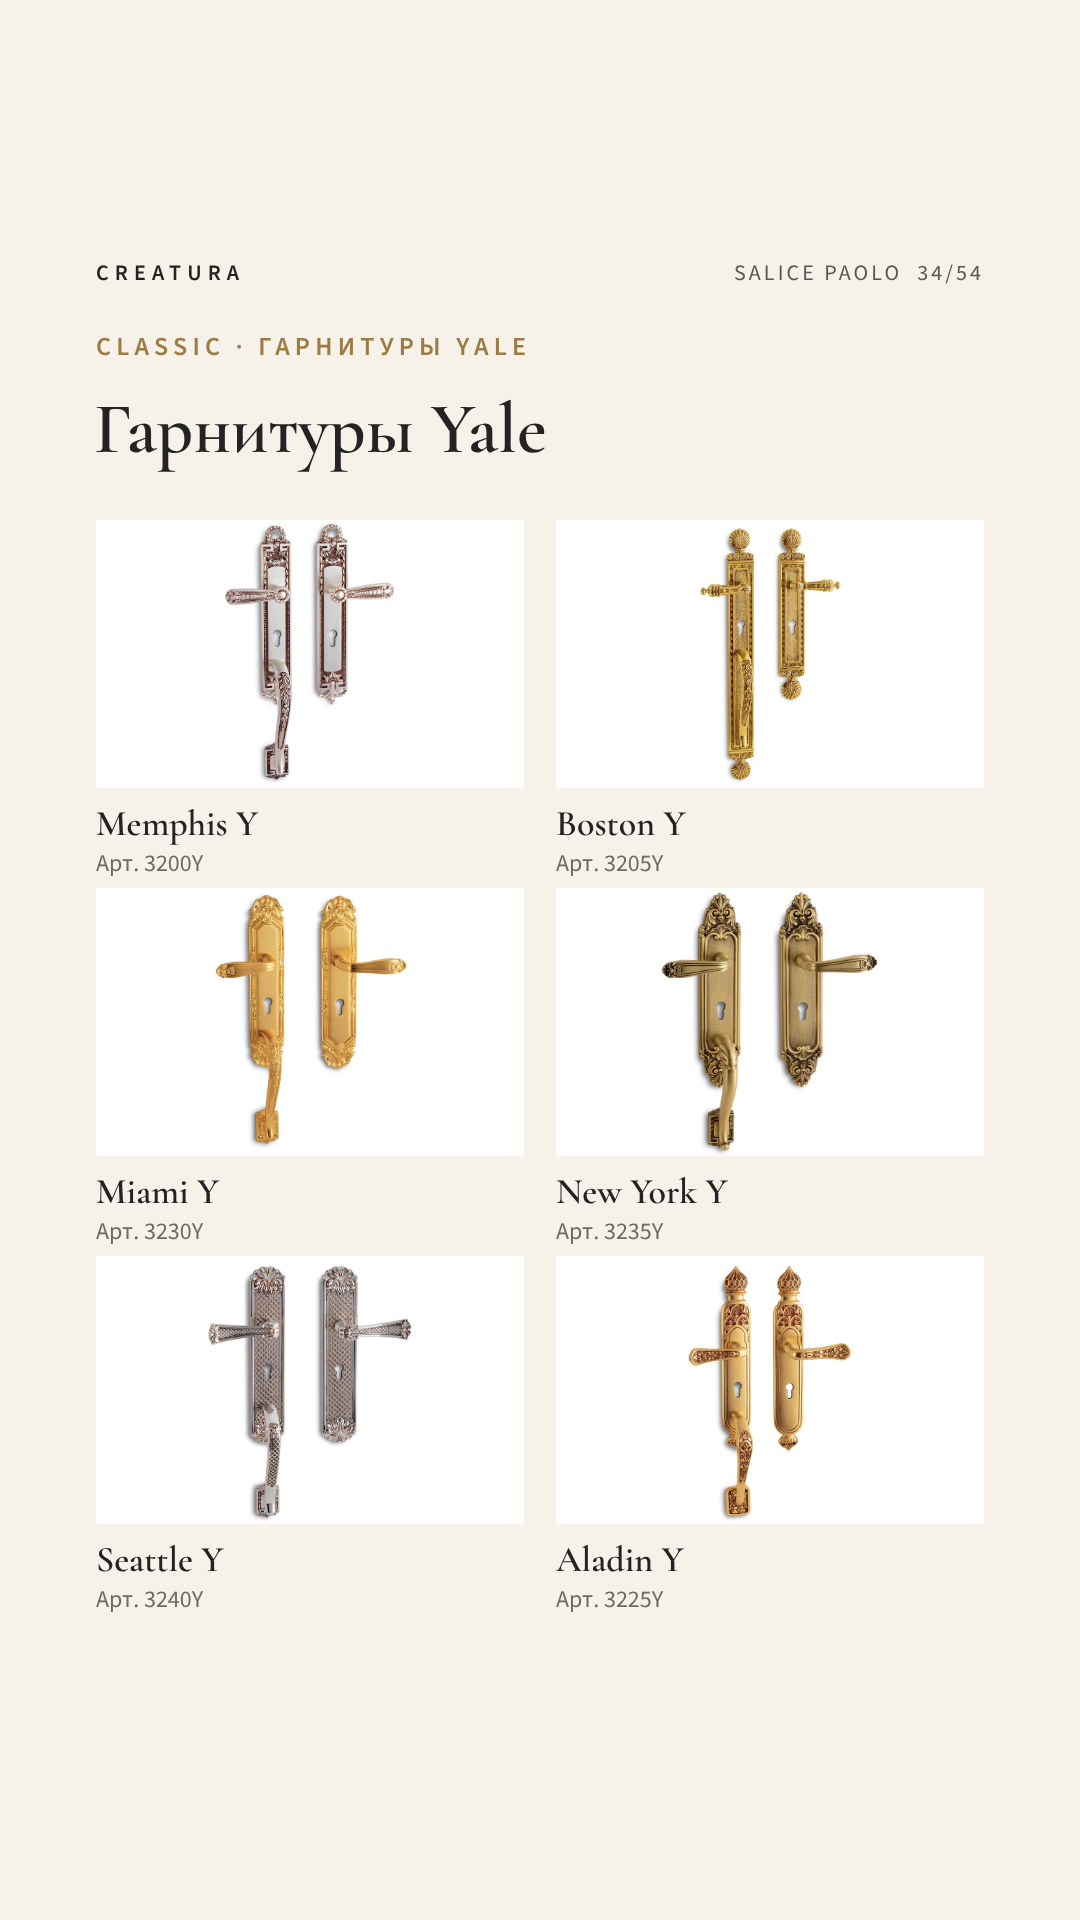 CREATURA
SALICE PAOLO 34/54
CLASSIC · ГАРНИТУРЫ YALE
Гарнитуры Yale
Memphis Y
Арт. 3200Y
Boston Y
Арт. 3205Y
Miami Y
Арт. 3230Y
New York Y
Арт. 3235Y
Seattle Y
Арт. 3240Y
Aladin Y
Арт. 3225Y